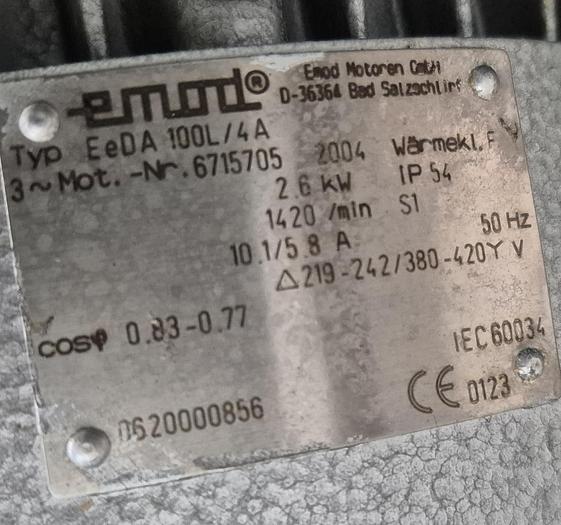 emod®
Emod Motoren GmbH
D-36364 Bad Salzschlirf
Typ EeDA 100L/4A
3~Mot.-Nr.6715705 2004 Wärmekl.F
2.6 kW IP 54
1420 /min S1
10.1/5.8 A 50 Hz
△219-242/380-420Y V
cosφ 0.83-0.77
IEC60034
0620000856 CE 0123